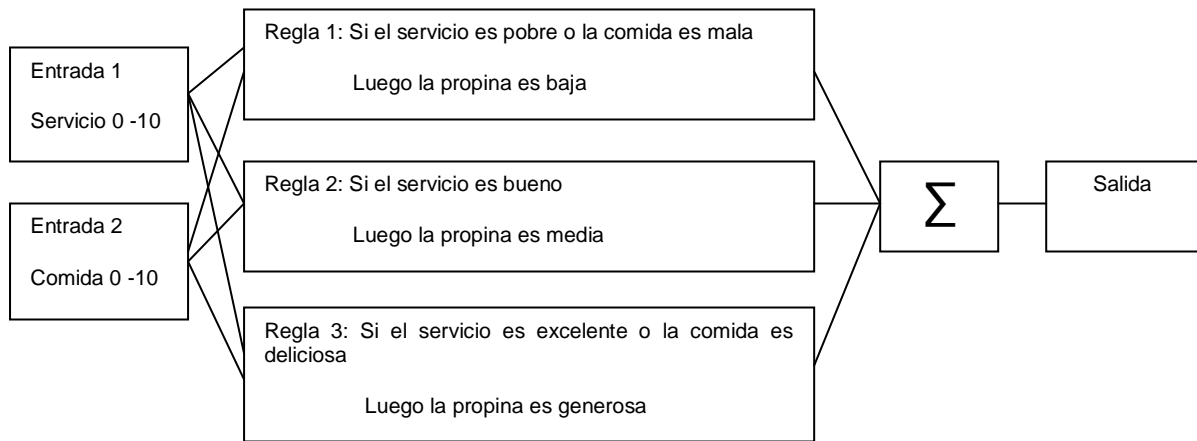 Entrada 1
Servicio 0 -10
Entrada 2
Comida 0 -10
Regla 1: Si el servicio es pobre o la comida es mala
Luego la propina es baja
Regla 2: Si el servicio es bueno
Luego la propina es media
Regla 3: Si el servicio es excelente o la comida es
deliciosa
Luego la propina es generosa
∑
Salida